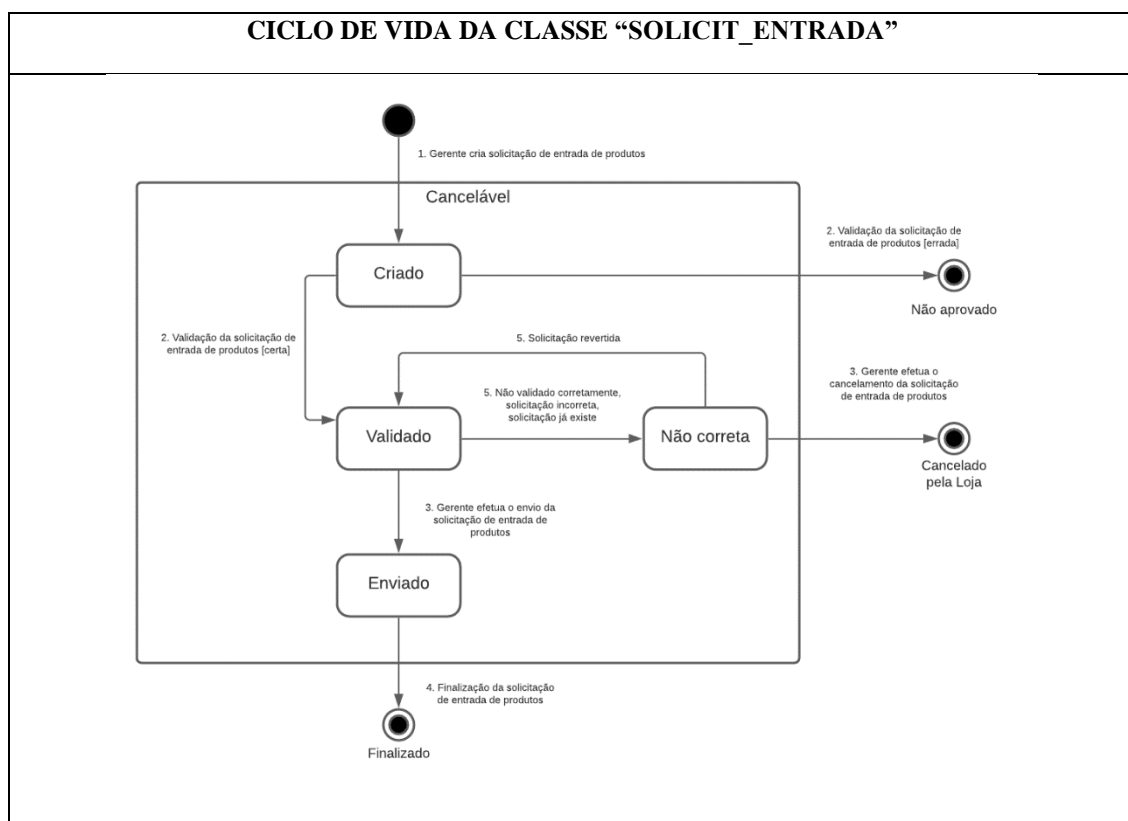 CICLO DE VIDA DA CLASSE “SOLICIT_ENTRADA”
1. Gerente cria solicitação de entrada de produtos
Cancelável
2. Validação da solicitação de
entrada de produtos [errada]
Criado
Não aprovado
2. Validação da solicitação de
entrada de produtos [certa]
5. Solicitação revertida
3. Gerente efetua o
cancelamento da solicitação
de entrada de produtos
5. Não validado corretamente,
solicitação incorreta,
solicitação já existe
Validado
Não correta
Cancelado
pela Loja
3. Gerente efetua o envio da
solicitação de entrada de
produtos
Enviado
4. Finalização da solicitação
de entrada de produtos
Finalizado